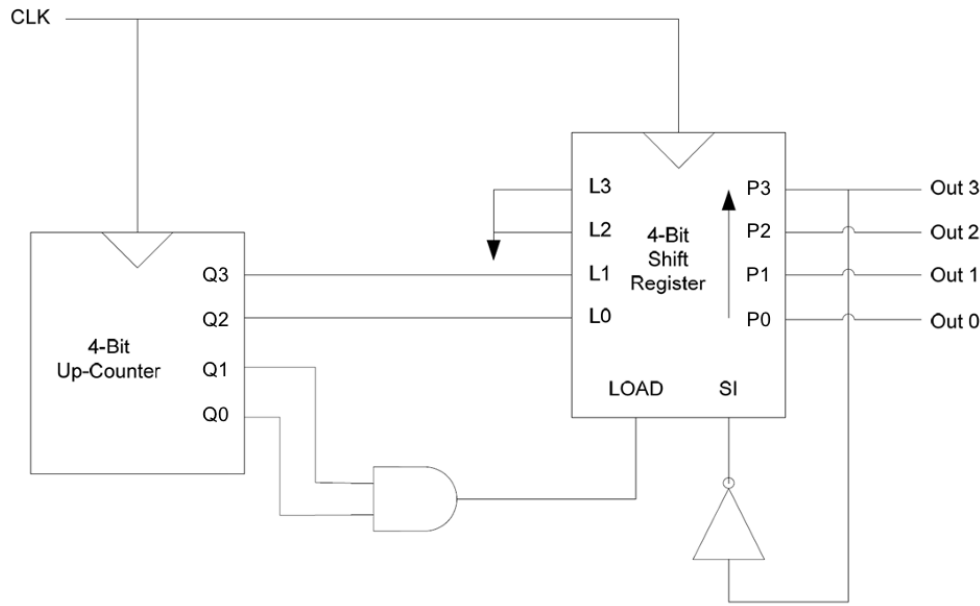 CLK
L3
L2
L1
L0
4-Bit
Shift
Register
P3
P2
P1
P0
LOAD
SI
Out 3
Out 2
Out 1
Out 0
4-Bit
Up-Counter
Q3
Q2
Q1
Q0